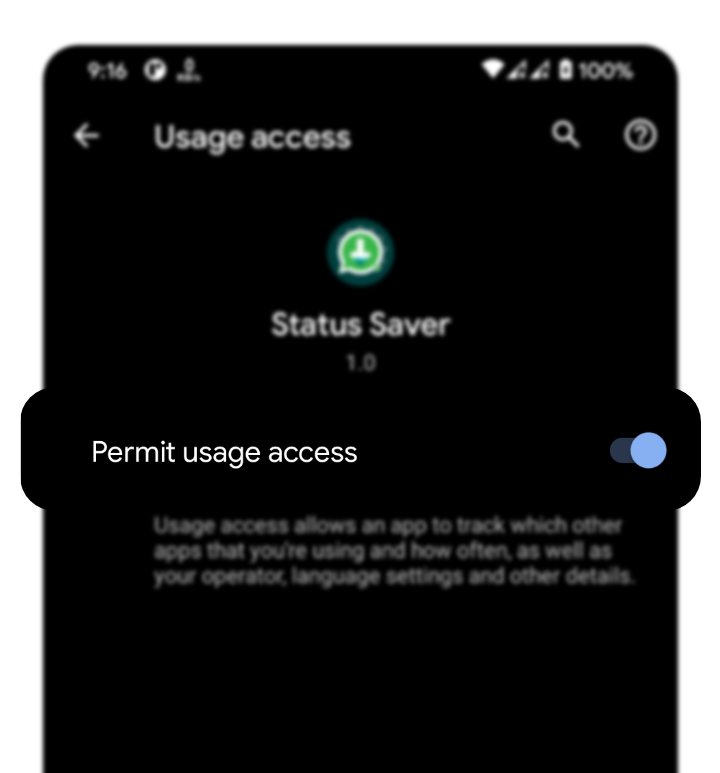 9:16 100%
Usage access
Status Saver
1.0
Permit usage access
Usage access allows an app to track which other
apps that you're using and how often, as well as
your operator, language settings and other details.